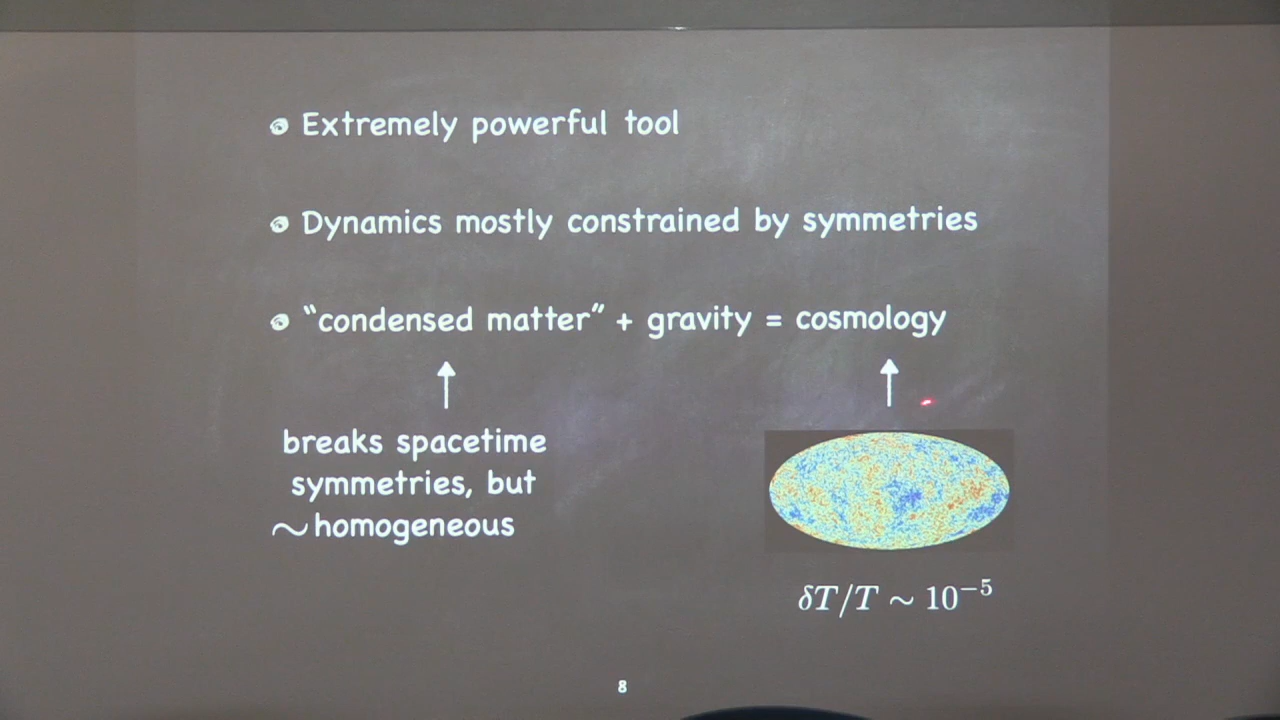 Extremely powerful tool
Dynamics mostly constrained by symmetries
“condensed matter” + gravity = cosmology
breaks spacetime
symmetries, but
∼homogeneous
δT/T ∼ 10⁻⁵
8